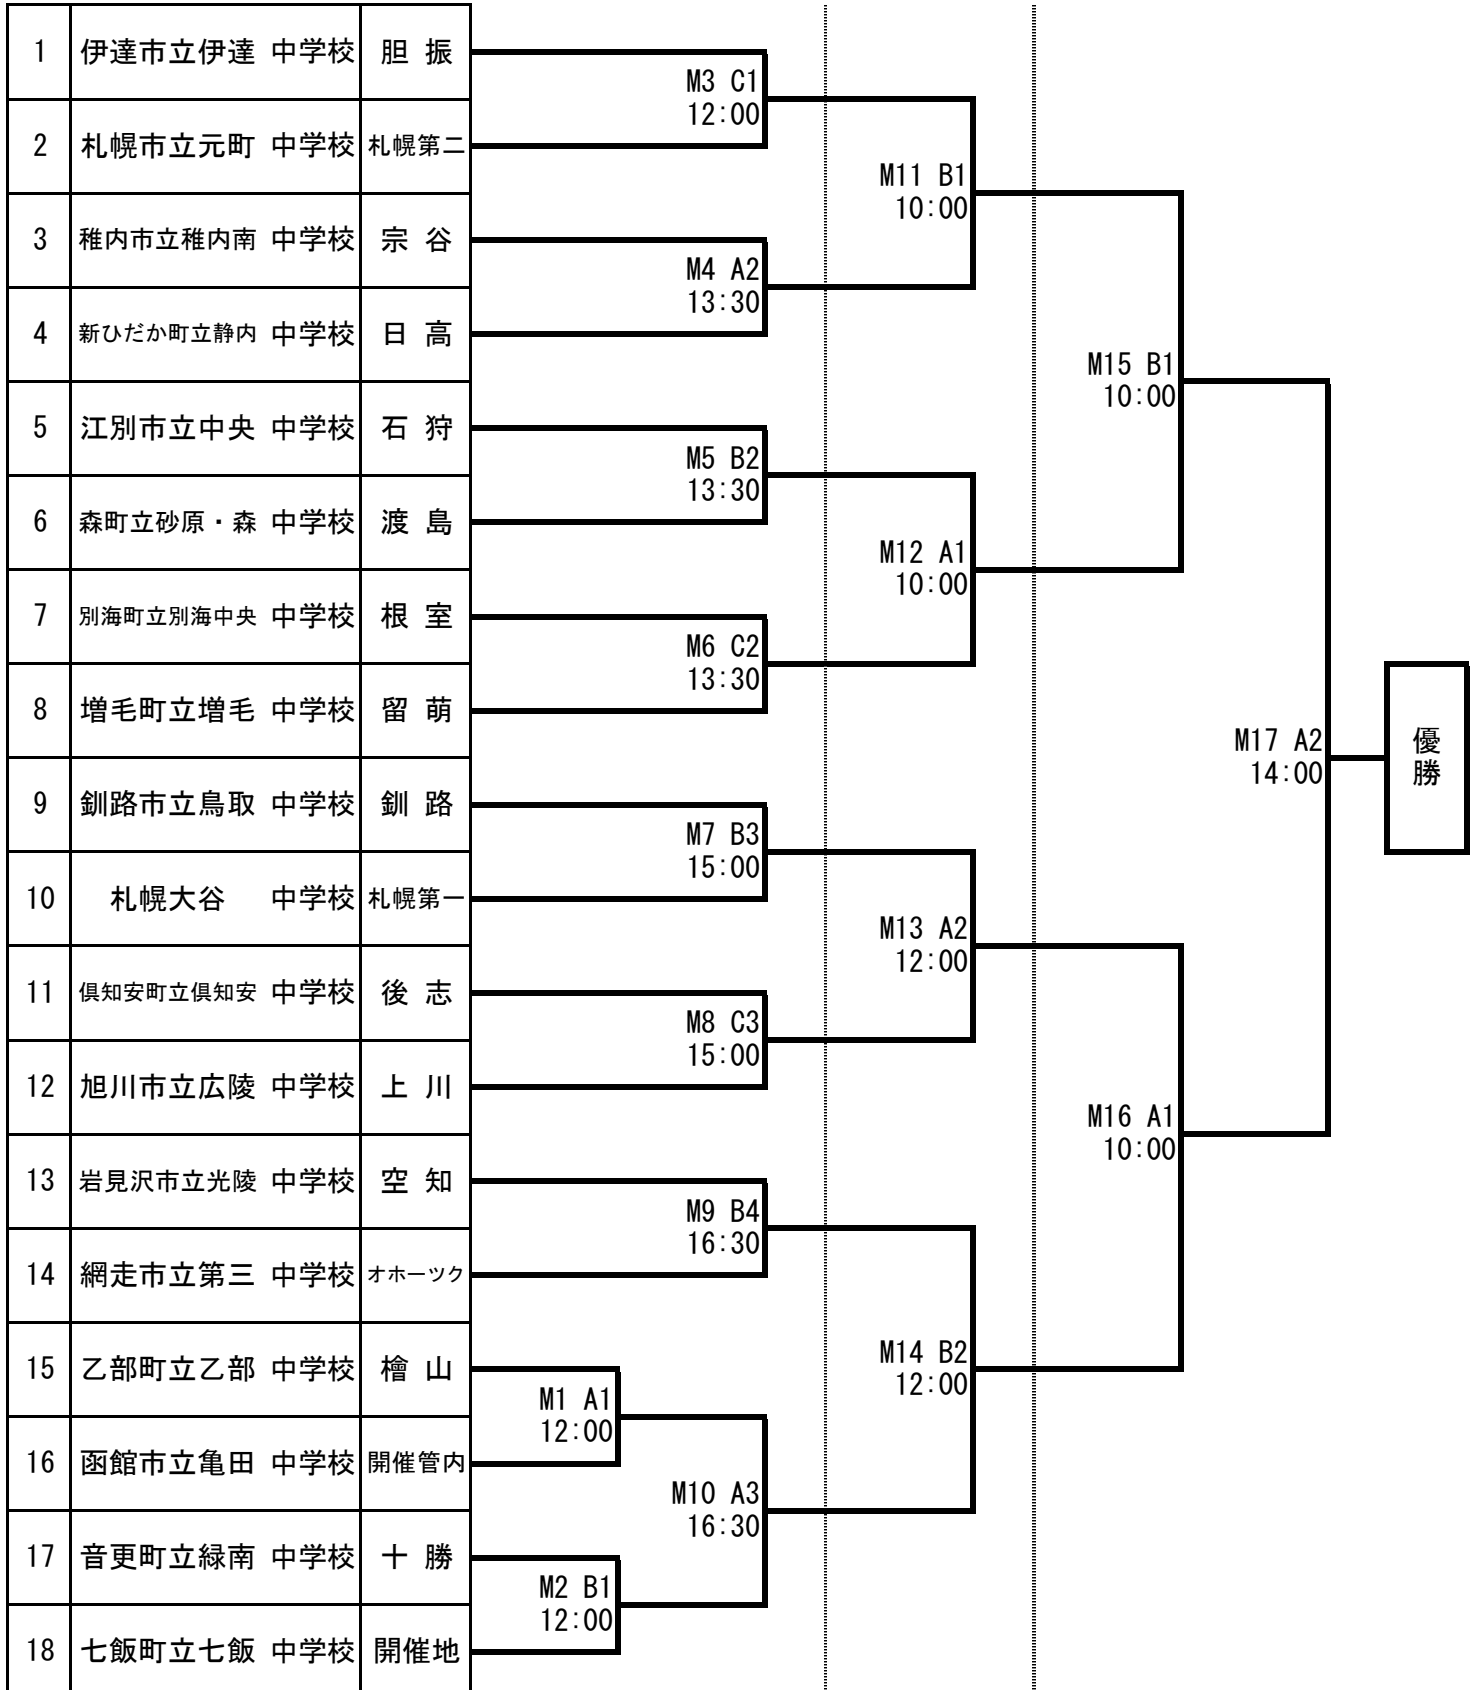 1 伊達市立伊達 中学校 胆 振
2 札幌市立元町 中学校 札幌第二
3 稚内市立稚内南 中学校 宗 谷
4 新ひだか町立静内 中学校 日 高
5 江別市立中央 中学校 石 狩
6 森町立砂原・森 中学校 渡 島
7 別海町立別海中央 中学校 根 室
8 増毛町立増毛 中学校 留 萌
9 釧路市立鳥取 中学校 釧 路
10 札幌大谷 中学校 札幌第一
11 倶知安町立倶知安 中学校 後 志
12 旭川市立広陵 中学校 上 川
13 岩見沢市立光陵 中学校 空 知
14 網走市立第三 中学校 オホーツク
15 乙部町立乙部 中学校 檜 山
16 函館市立亀田 中学校 開催管内
17 音更町立緑南 中学校 十 勝
18 七飯町立七飯 中学校 開催地
M1 A1
12:00
M2 B1
12:00
M3 C1
12:00
M4 A2
13:30
M5 B2
13:30
M6 C2
13:30
M7 B3
15:00
M8 C3
15:00
M9 B4
16:30
M10 A3
16:30
M11 B1
10:00
M12 A1
10:00
M13 A2
12:00
M14 B2
12:00
M15 B1
10:00
M16 A1
10:00
M17 A2
14:00
優勝